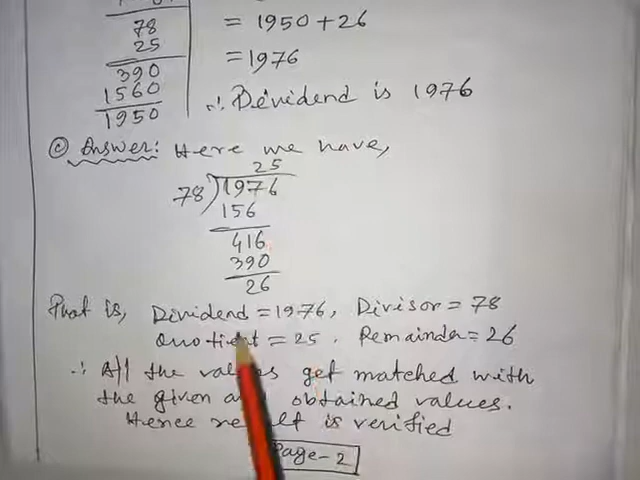 78
25
390
1560
1950
= 1950 + 26
= 1976
∴ Devidend is 1976
© Answer: Here we have,
25
78)1976
156
416
390
26
That is, Dividend = 1976, Divisor = 78
Quotient = 25, Remainder = 26
∴ All the values get matched with
the given obtained values.
Hence result is verified
Page - 2